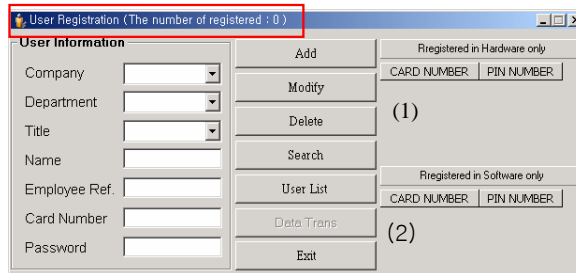 User Registration (The number of registered : 0 )
User Information
Company
Department
Title
Name
Employee Ref.
Card Number
Password
Add
Modify
Delete
Search
User List
Data Trans
Exit
Rregistered in Hardware only
CARD NUMBER PIN NUMBER
(1)
Rregistered in Software only
CARD NUMBER PIN NUMBER
(2)